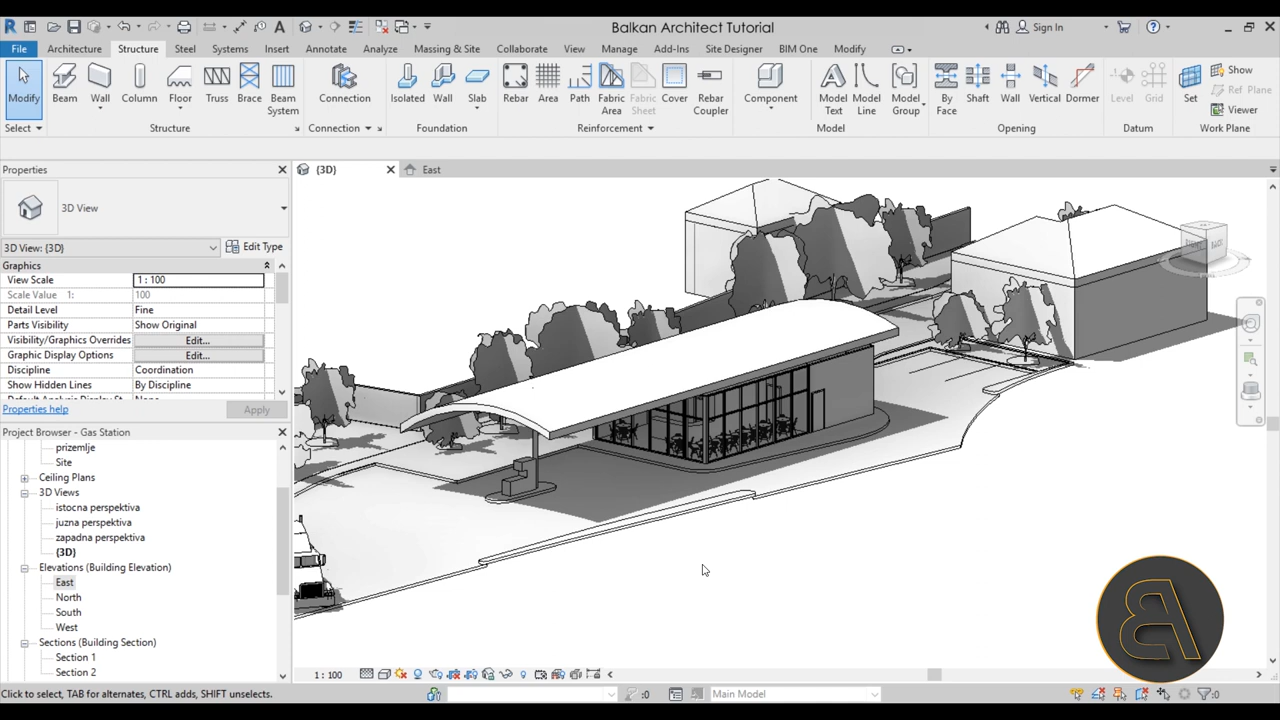 Balkan Architect Tutorial
Sign In
File Architecture Structure Steel Systems Insert Annotate Analyze Massing & Site Collaborate View Manage Add-Ins Site Designer BIM One Modify
Modify Beam Wall Column Floor Truss Brace Beam System Connection Isolated Wall Slab Rebar Area Path Fabric Area Fabric Sheet Cover Rebar Coupler Component Model Text Model Line Model Group By Face Shaft Wall Vertical Dormer Level Grid Set Show Ref Plane Viewer
Select Structure Connection Foundation Reinforcement Model Opening Datum Work Plane
Properties
{3D} East
3D View
3D View: {3D} Edit Type
Graphics
View Scale 1 : 100
Scale Value 1: 100
Detail Level Fine
Parts Visibility Show Original
Visibility/Graphics Overrides Edit...
Graphic Display Options Edit...
Discipline Coordination
Show Hidden Lines By Discipline
Properties help Apply
Project Browser - Gas Station
prizemlje
Site
Ceiling Plans
3D Views
istocna perspektiva
juzna perspektiva
zapadna perspektiva
{3D}
Elevations (Building Elevation)
East
North
South
West
Sections (Building Section)
Section 1
Section 2
1 : 100
Click to select, TAB for alternates, CTRL adds, SHIFT unselects. :0 Main Model :0